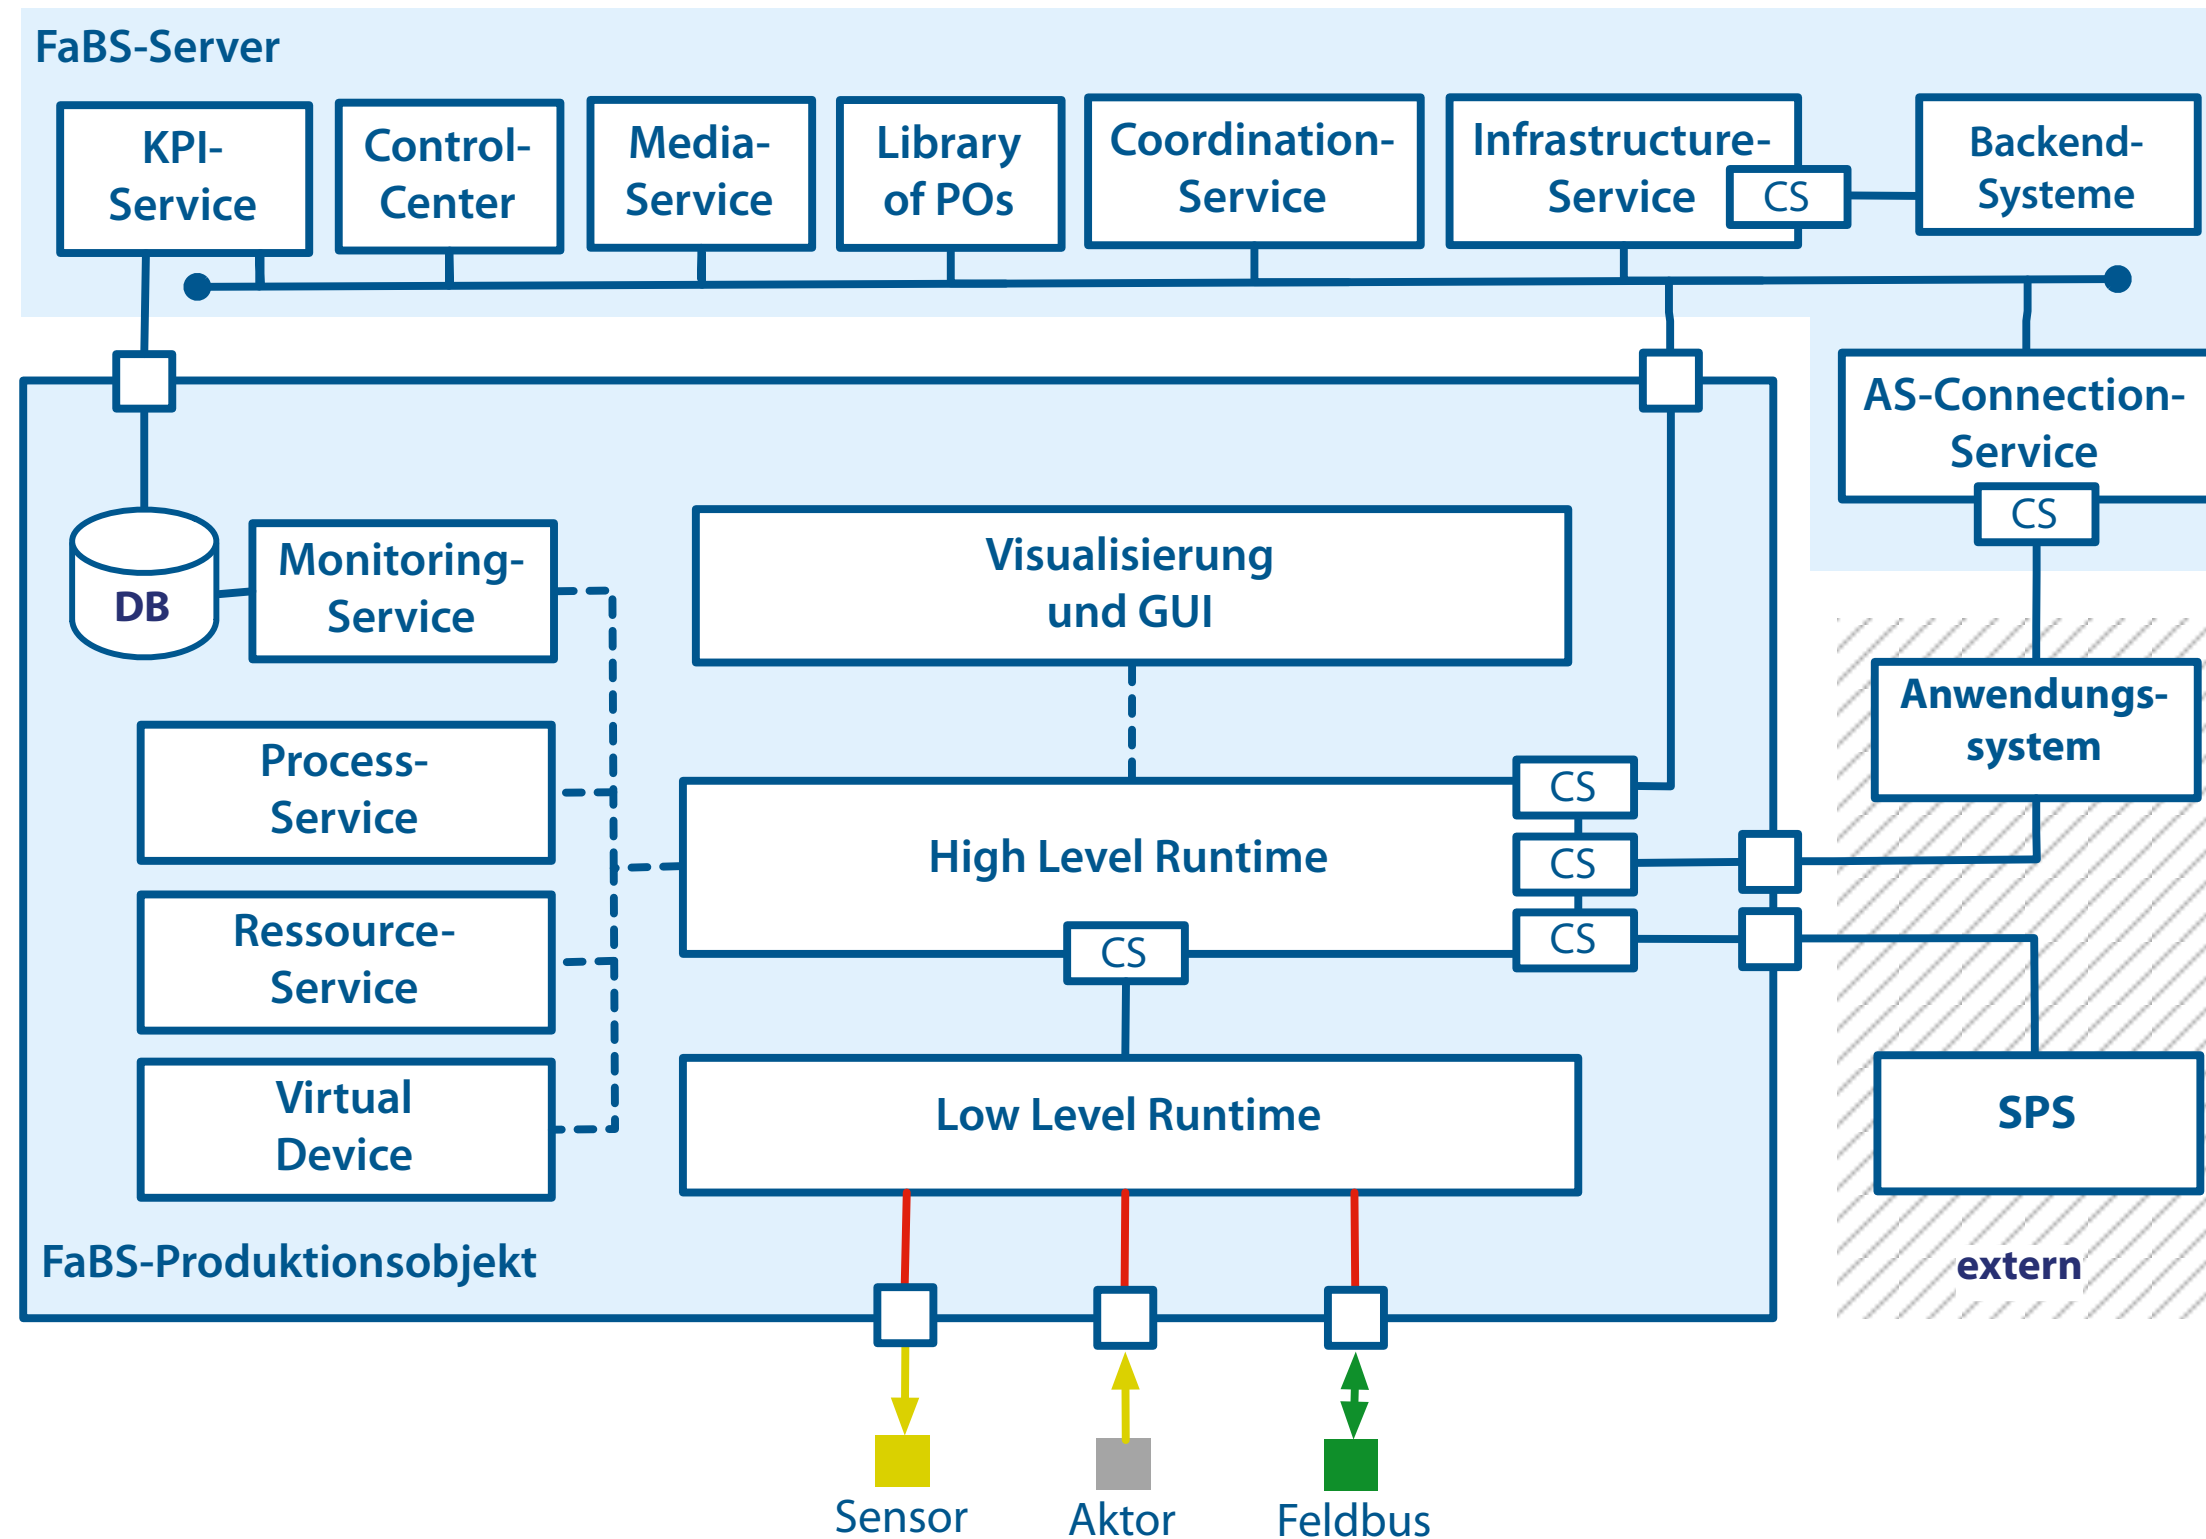 FaBS-Server
KPI-
Service
Control-
Center
Media-
Service
Library
of POs
Coordination-
Service
Infrastructure-
Service
CS
Backend-
Systeme
AS-Connection-
Service
CS
DB
Monitoring-
Service
Visualisierung
und GUI
Process-
Service
Ressource-
Service
Virtual
Device
High Level Runtime
CS
CS
CS
CS
Low Level Runtime
Anwendungs-
system
SPS
extern
FaBS-Produktionsobjekt
Sensor
Aktor
Feldbus